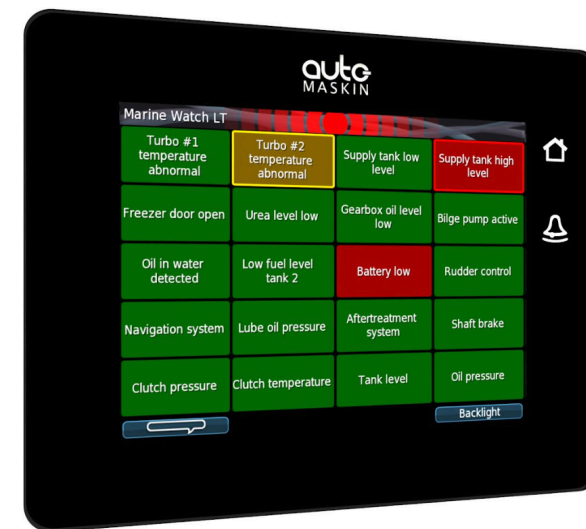 auto
MASKIN
Marine Watch LT
Turbo #1
temperature
abnormal
Turbo #2
temperature
abnormal
Supply tank low
level
Supply tank high
level
Freezer door open
Urea level low
Gearbox oil level
low
Bilge pump active
Oil in water
detected
Low fuel level
tank 2
Battery low
Rudder control
Navigation system
Lube oil pressure
Aftertreatment
system
Shaft brake
Clutch pressure
Clutch temperature
Tank level
Oil pressure
Backlight